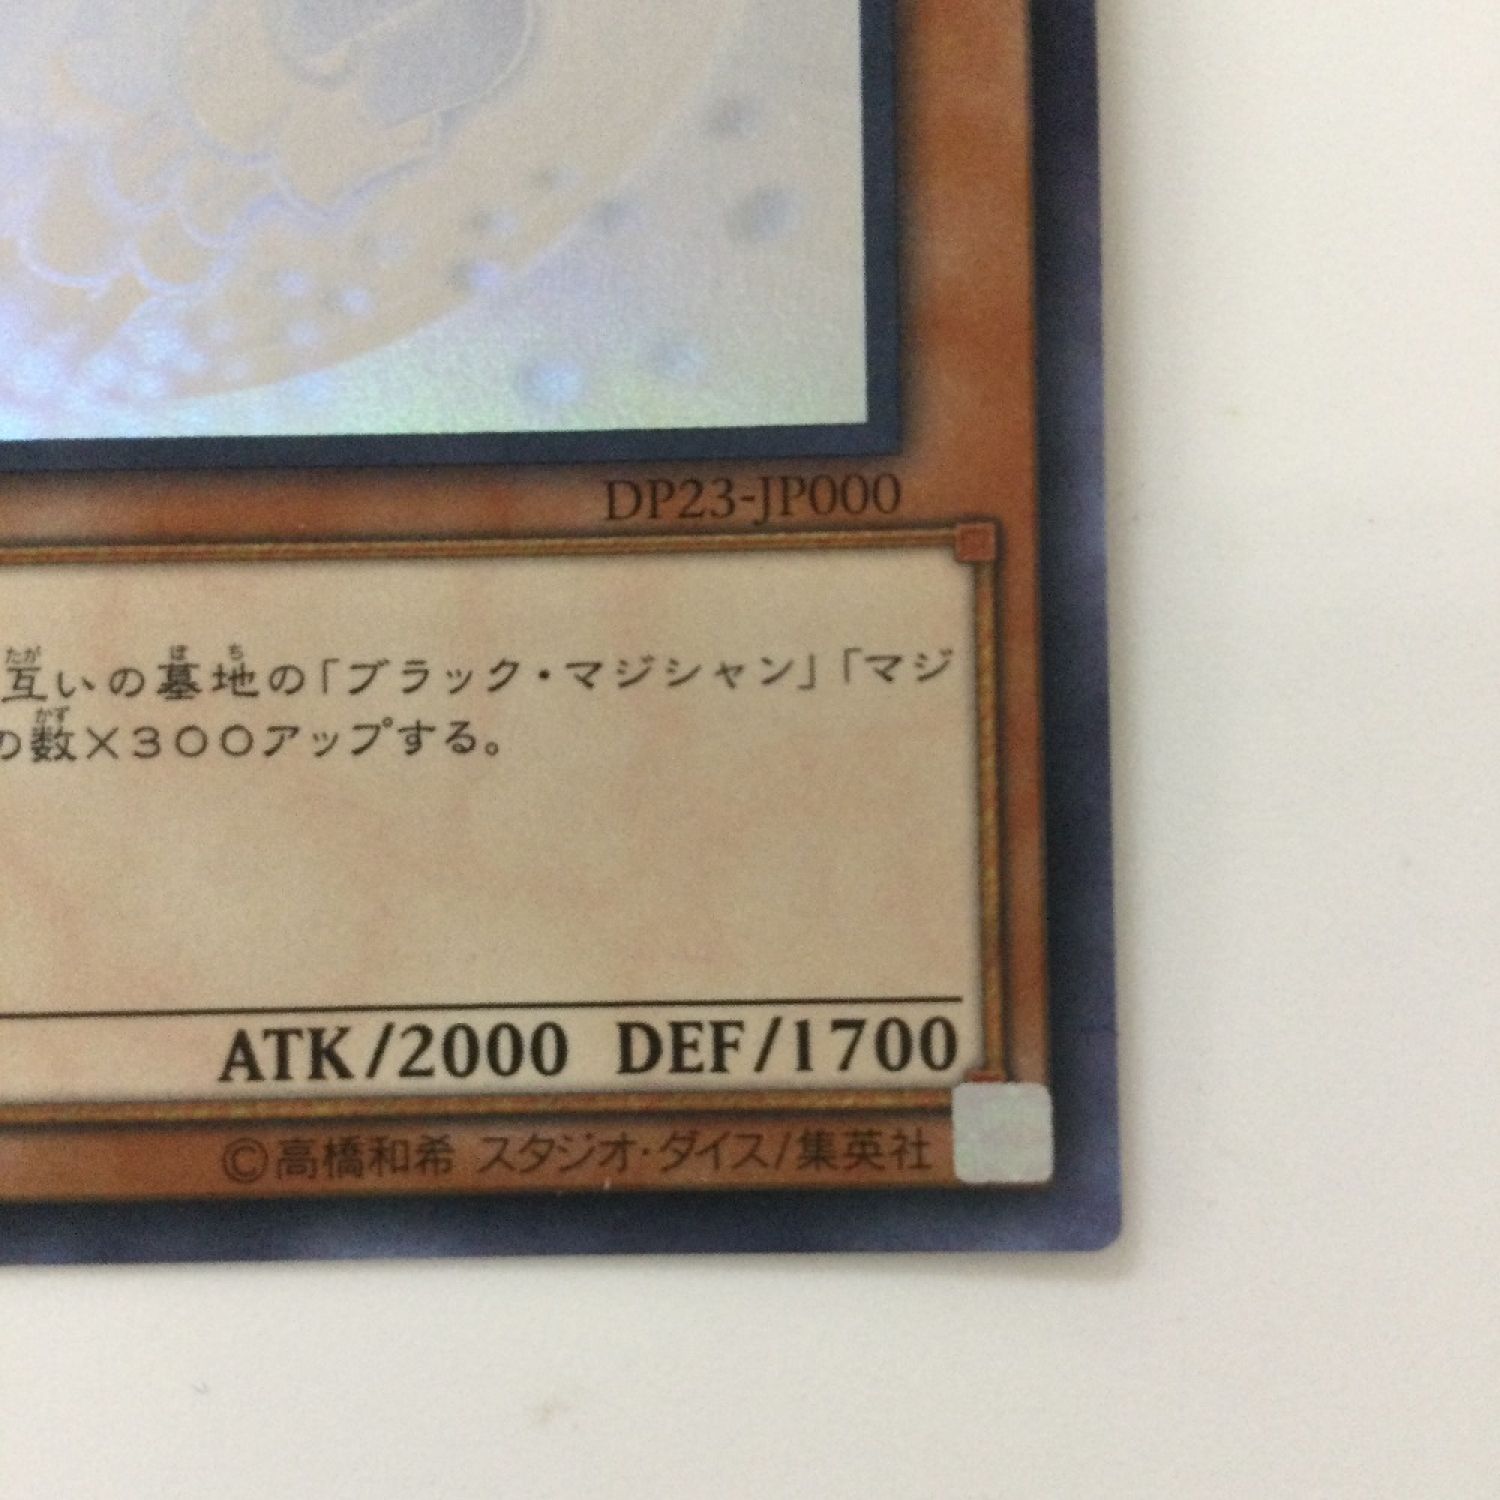 DP23-JP000
互いの墓地の「ブラック・マジシャン」「マジ
の数×300アップする。
ATK/2000 DEF/1700
©高橋和希 スタジオ・ダイス/集英社